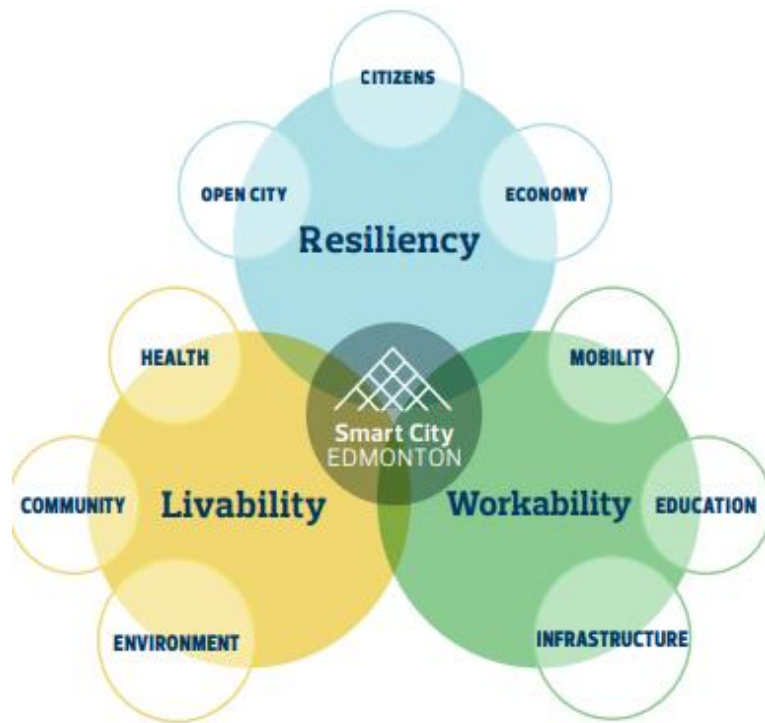 CITIZENS
OPEN CITY
ECONOMY
Resiliency
HEALTH
MOBILITY
Smart City
EDMONTON
COMMUNITY
Livability
Workability
EDUCATION
ENVIRONMENT
INFRASTRUCTURE